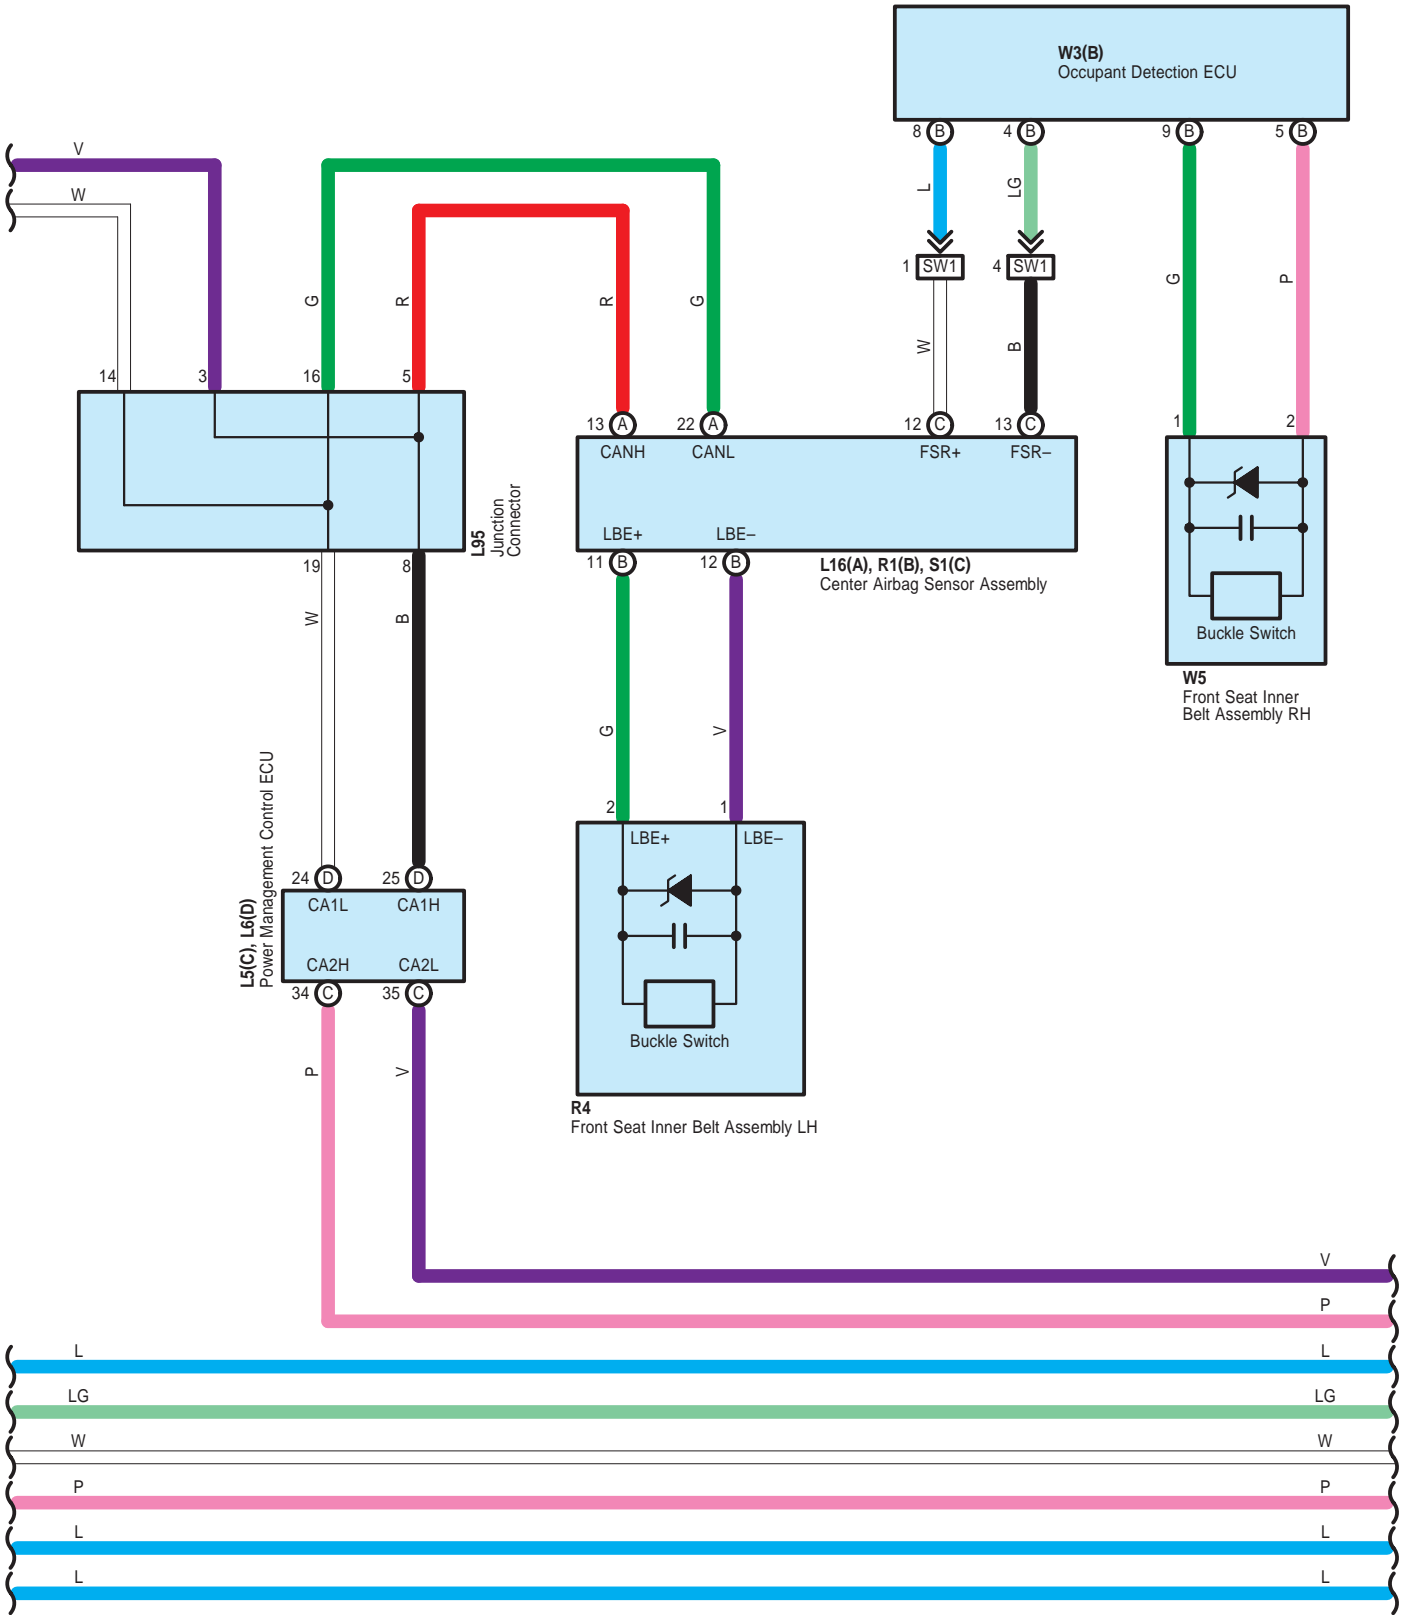 W3(B)
Occupant Detection ECU
8 B 4 B 9 B 5 B
V
W
L LG
1 SW1 4 SW1
G R R G
W B
G P
14 3 16 5
13 A 22 A 12 C 13 C
1 2
CANH CANL FSR+ FSR–
LBE+ LBE–
L95
Junction
Connector
19 8
11 B 12 B
L16(A), R1(B), S1(C)
Center Airbag Sensor Assembly
W B
Buckle Switch
W5
Front Seat Inner
Belt Assembly RH
G V
2 1
LBE+ LBE–
L5(C), L6(D)
Power Management Control ECU
24 D 25 D
CA1L CA1H
CA2H CA2L
34 C 35 C
Buckle Switch
P V
R4
Front Seat Inner Belt Assembly LH
V
P
L L
LG LG
W W
P P
L L
L L